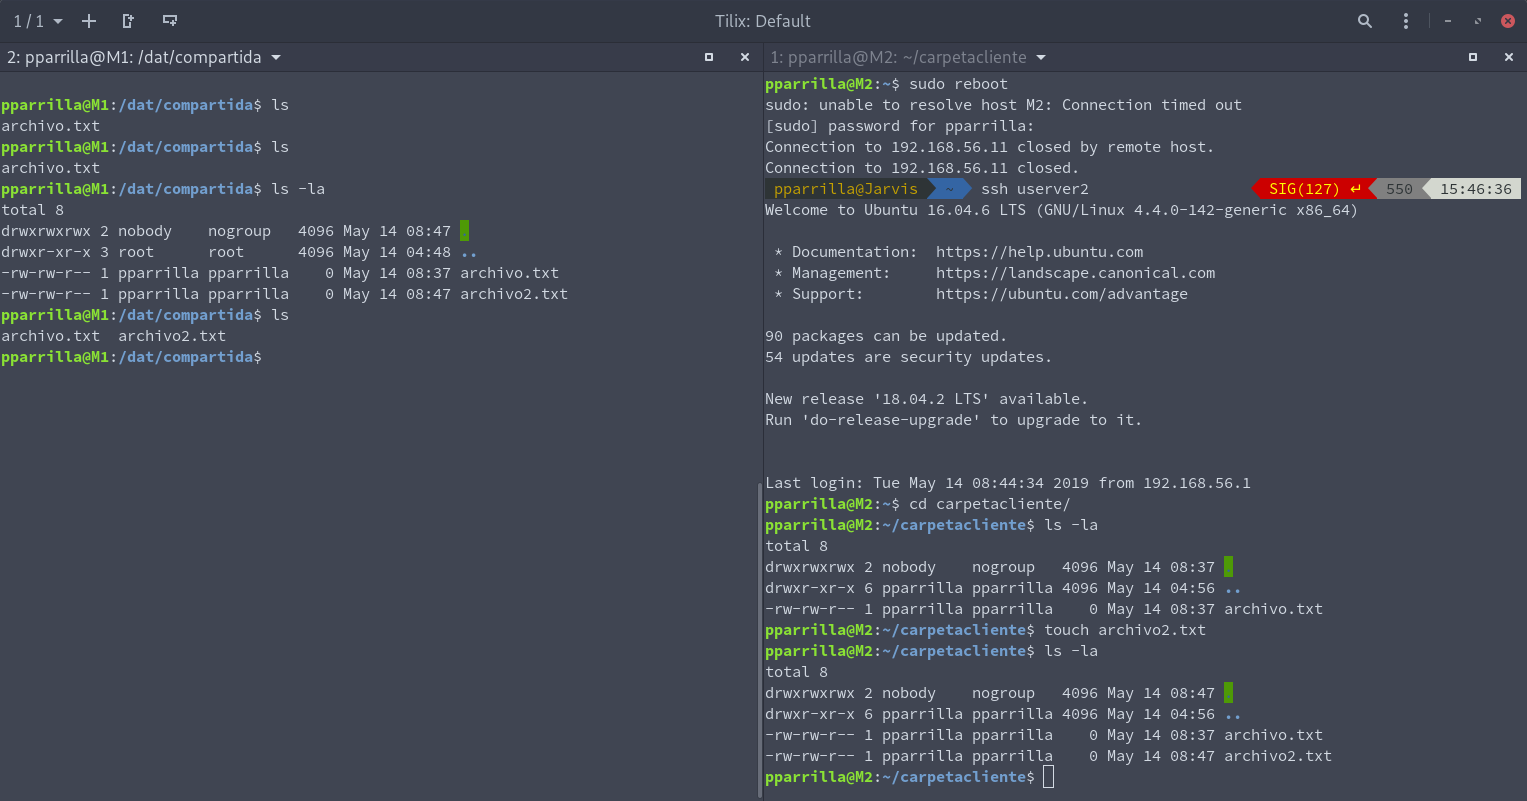 1 / 1
Tilix: Default
2: pparrilla@M1: /dat/compartida
pparrilla@M1:/dat/compartida$ ls
archivo.txt
pparrilla@M1:/dat/compartida$ ls
archivo.txt
pparrilla@M1:/dat/compartida$ ls -la
total 8
drwxrwxrwx 2 nobody    nogroup   4096 May 14 08:47 .
drwxr-xr-x 3 root      root      4096 May 14 04:48 ..
-rw-rw-r-- 1 pparrilla pparrilla    0 May 14 08:37 archivo.txt
-rw-rw-r-- 1 pparrilla pparrilla    0 May 14 08:47 archivo2.txt
pparrilla@M1:/dat/compartida$ ls
archivo.txt  archivo2.txt
pparrilla@M1:/dat/compartida$
1: pparrilla@M2: ~/carpetacliente
pparrilla@M2:~$ sudo reboot
sudo: unable to resolve host M2: Connection timed out
[sudo] password for pparrilla:
Connection to 192.168.56.11 closed by remote host.
Connection to 192.168.56.11 closed.
pparrilla@Jarvis ~ ssh userver2 SIG(127) ↵ 550 15:46:36
Welcome to Ubuntu 16.04.6 LTS (GNU/Linux 4.4.0-142-generic x86_64)
* Documentation:  https://help.ubuntu.com
* Management:     https://landscape.canonical.com
* Support:        https://ubuntu.com/advantage
90 packages can be updated.
54 updates are security updates.
New release '18.04.2 LTS' available.
Run 'do-release-upgrade' to upgrade to it.
Last login: Tue May 14 08:44:34 2019 from 192.168.56.1
pparrilla@M2:~$ cd carpetacliente/
pparrilla@M2:~/carpetacliente$ ls -la
total 8
drwxrwxrwx 2 nobody    nogroup   4096 May 14 08:37 .
drwxr-xr-x 6 pparrilla pparrilla 4096 May 14 04:56 ..
-rw-rw-r-- 1 pparrilla pparrilla    0 May 14 08:37 archivo.txt
pparrilla@M2:~/carpetacliente$ touch archivo2.txt
pparrilla@M2:~/carpetacliente$ ls -la
total 8
drwxrwxrwx 2 nobody    nogroup   4096 May 14 08:47 .
drwxr-xr-x 6 pparrilla pparrilla 4096 May 14 04:56 ..
-rw-rw-r-- 1 pparrilla pparrilla    0 May 14 08:37 archivo.txt
-rw-rw-r-- 1 pparrilla pparrilla    0 May 14 08:47 archivo2.txt
pparrilla@M2:~/carpetacliente$